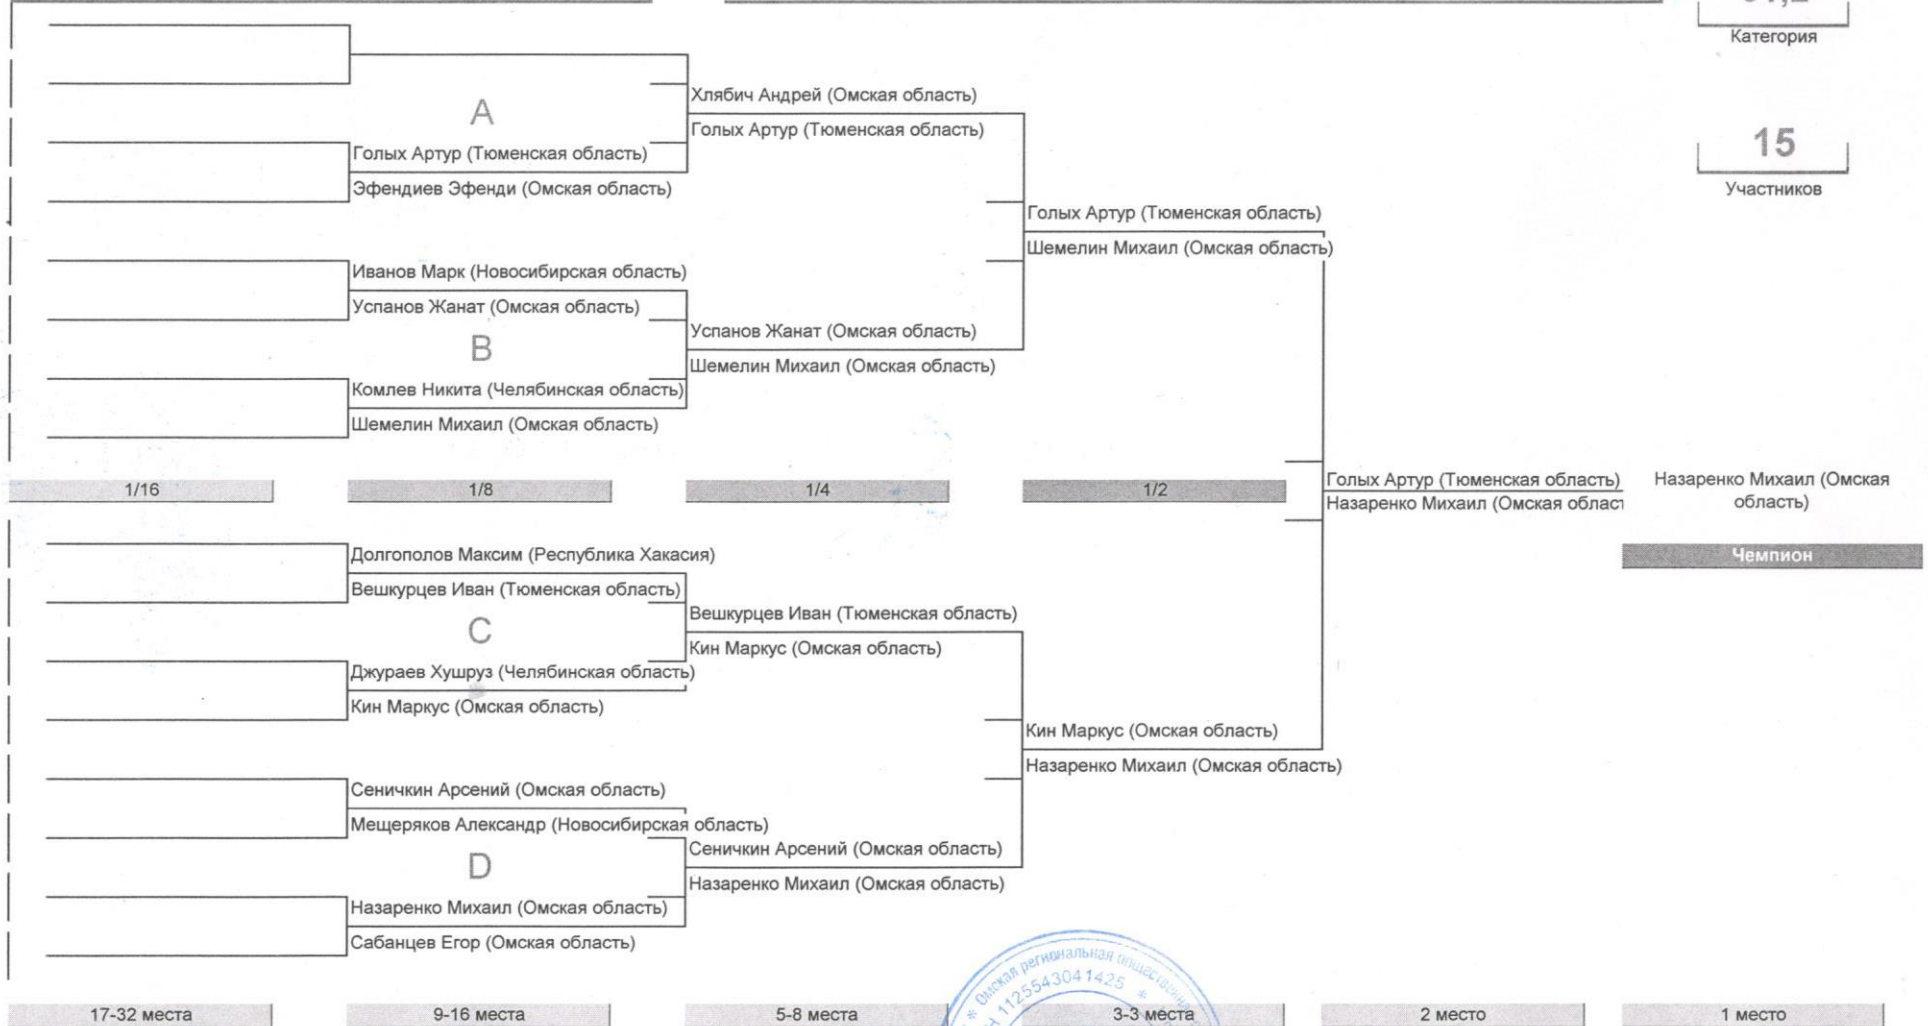 Категория
15
Участников
Хлябич Андрей (Омская область)
A
Голых Артур (Тюменская область)
Голых Артур (Тюменская область)
Эфендиев Эфенди (Омская область)
Голых Артур (Тюменская область)
Шемелин Михаил (Омская область)
Иванов Марк (Новосибирская область)
Успанов Жанат (Омская область)
Успанов Жанат (Омская область)
B
Шемелин Михаил (Омская область)
Комлев Никита (Челябинская область)
Шемелин Михаил (Омская область)
1/16
1/8
1/4
1/2
Голых Артур (Тюменская область)
Назаренко Михаил (Омская област
Назаренко Михаил (Омская
область)
Чемпион
Долгополов Максим (Республика Хакасия)
Вешкурцев Иван (Тюменская область)
Вешкурцев Иван (Тюменская область)
C
Кин Маркус (Омская область)
Джураев Хушруз (Челябинская область)
Кин Маркус (Омская область)
Кин Маркус (Омская область)
Назаренко Михаил (Омская область)
Сеничкин Арсений (Омская область)
Мещеряков Александр (Новосибирская область)
Сеничкин Арсений (Омская область)
D
Назаренко Михаил (Омская область)
Назаренко Михаил (Омская область)
Сабанцев Егор (Омская область)
Омская региональная
1125543041425
17-32 места
9-16 места
5-8 места
3-3 места
2 место
1 место